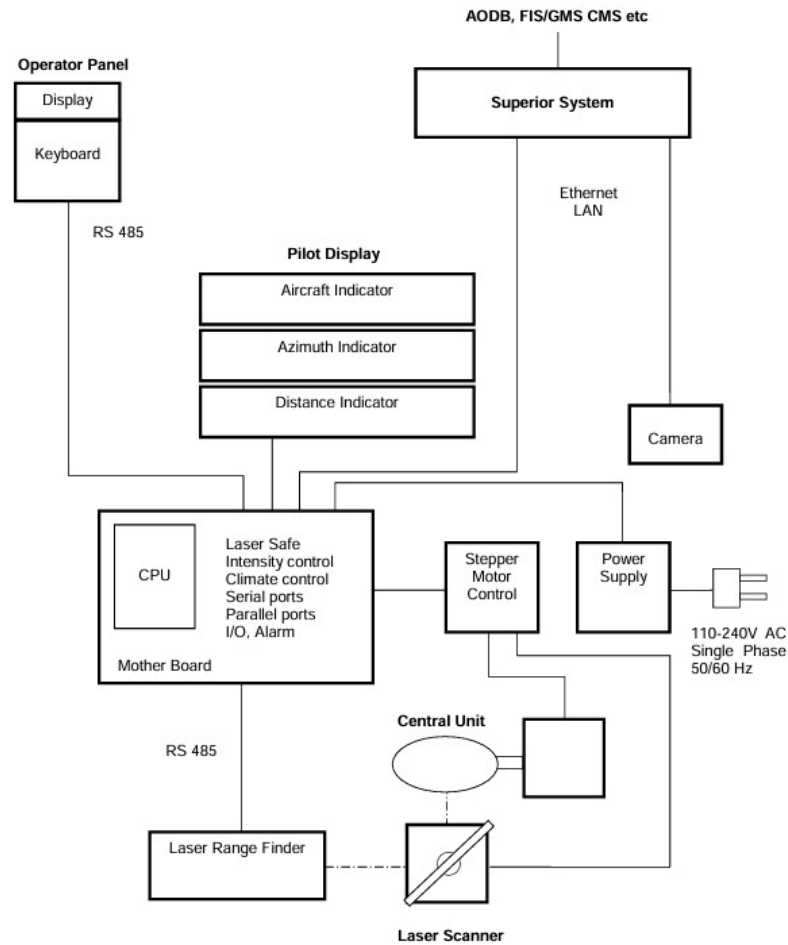 AODB, FIS/GMS CMS etc
Operator Panel
Display
Superior System
Keyboard
Ethernet
LAN
RS 485
Pilot Display
Aircraft Indicator
Azimuth Indicator
Distance Indicator
Camera
CPU
Laser Safe
Intensity control
Climate control
Serial ports
Parallel ports
I/O, Alarm
Mother Board
Stepper
Motor
Control
Power
Supply
110-240V AC
Single Phase
50/60 Hz
Central Unit
RS 485
Laser Range Finder
Laser Scanner